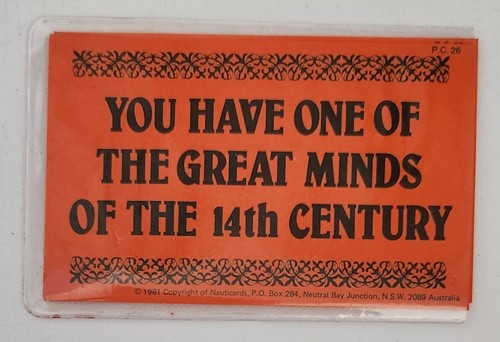 P.C. 26
YOU HAVE ONE OF
THE GREAT MINDS
OF THE 14th CENTURY
© 1981 Copyright of Nauticards, P.O. Box 284, Neutral Bay Junction, N.S.W. 2089 Australia